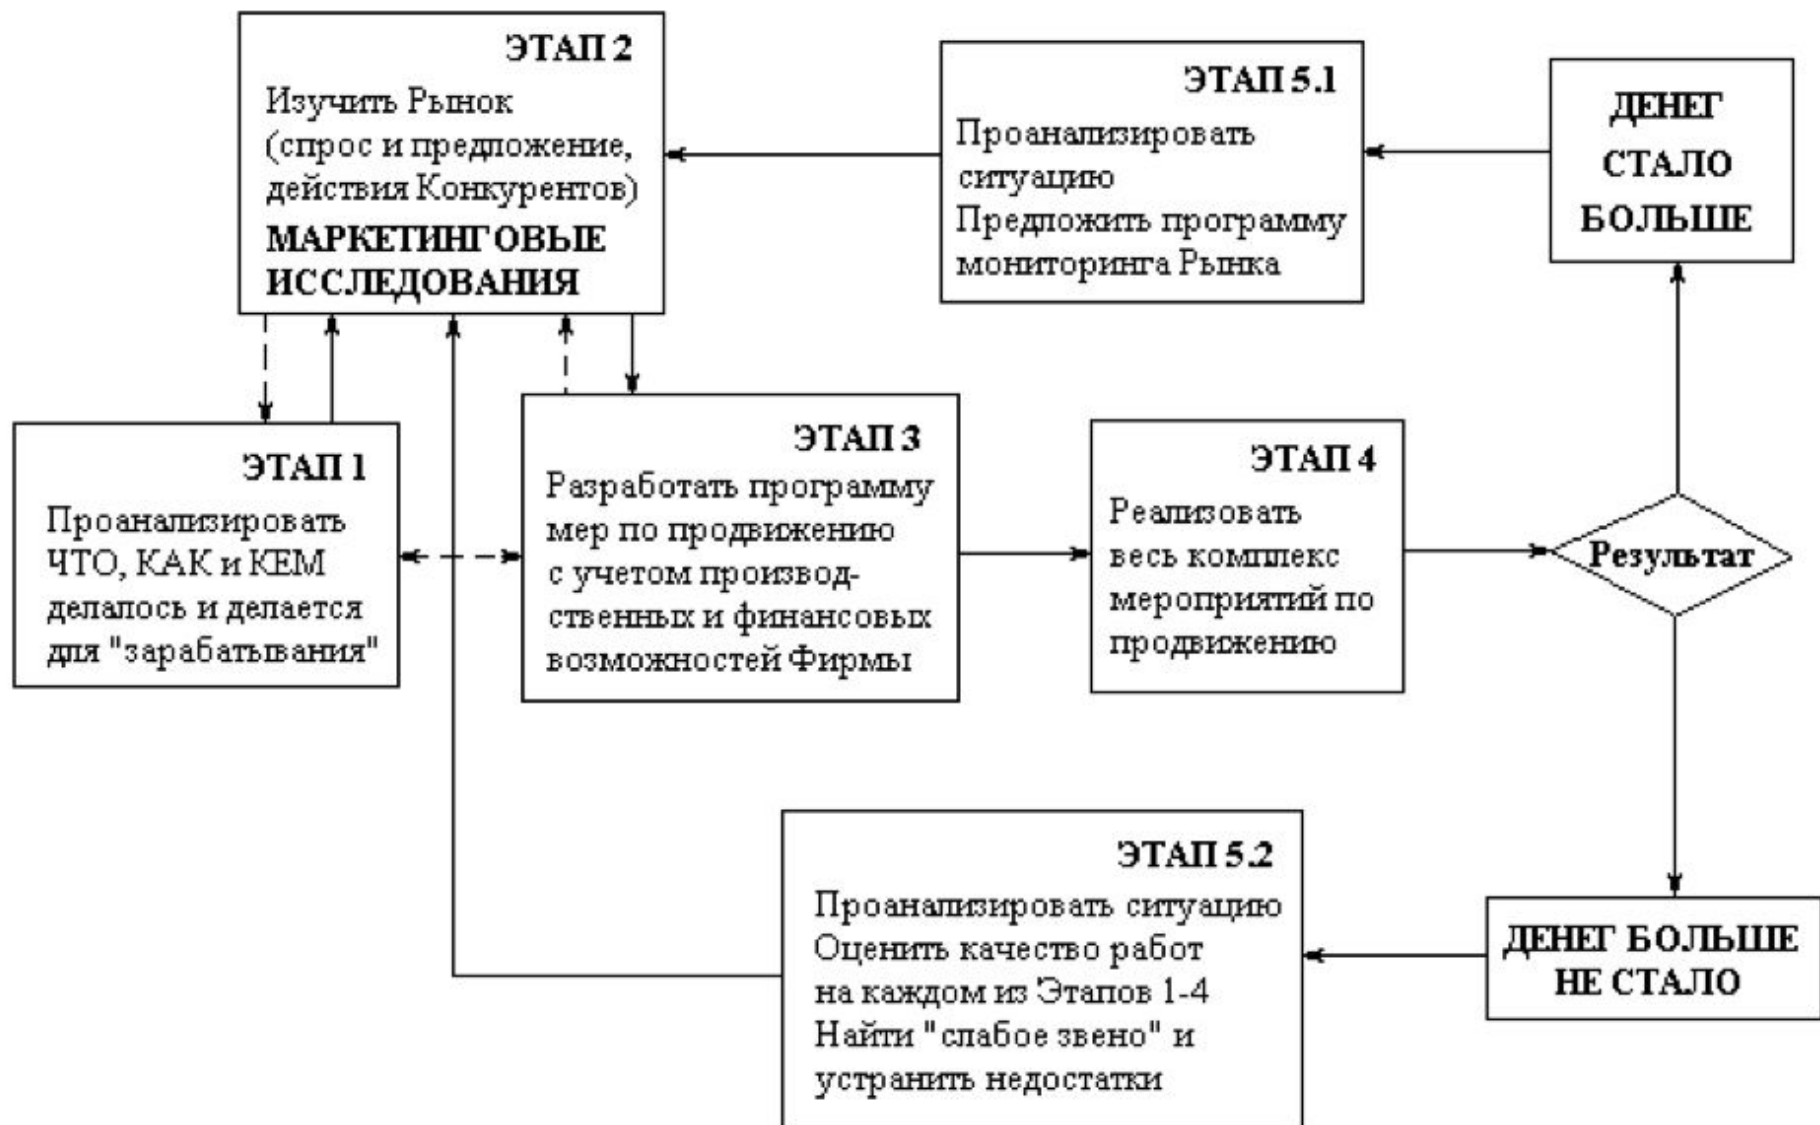 ЭТАП 2
Изучить Рынок
(спрос и предложение,
действия Конкурентов)
МАРКЕТИНГОВЫЕ
ИССЛЕДОВАНИЯ
ЭТАП 5.1
Проанализировать
ситуацию
Предложить программу
мониторинга Рынка
ДЕНЕГ
СТАЛО
БОЛЬШЕ
ЭТАП 1
Проанализировать
ЧТО, КАК и КЕМ
делалось и делается
для "зарабатывания"
ЭТАП 3
Разработать программу
мер по продвижению
с учетом производ-
ственных и финансовых
возможностей Фирмы
ЭТАП 4
Реализовать
весь комплекс
мероприятий по
продвижению
Результат
ЭТАП 5.2
Проанализировать ситуацию
Оценить качество работ
на каждом из Этапов 1-4
Найти "слабое звено" и
устранить недостатки
ДЕНЕГ БОЛЬШЕ
НЕ СТАЛО